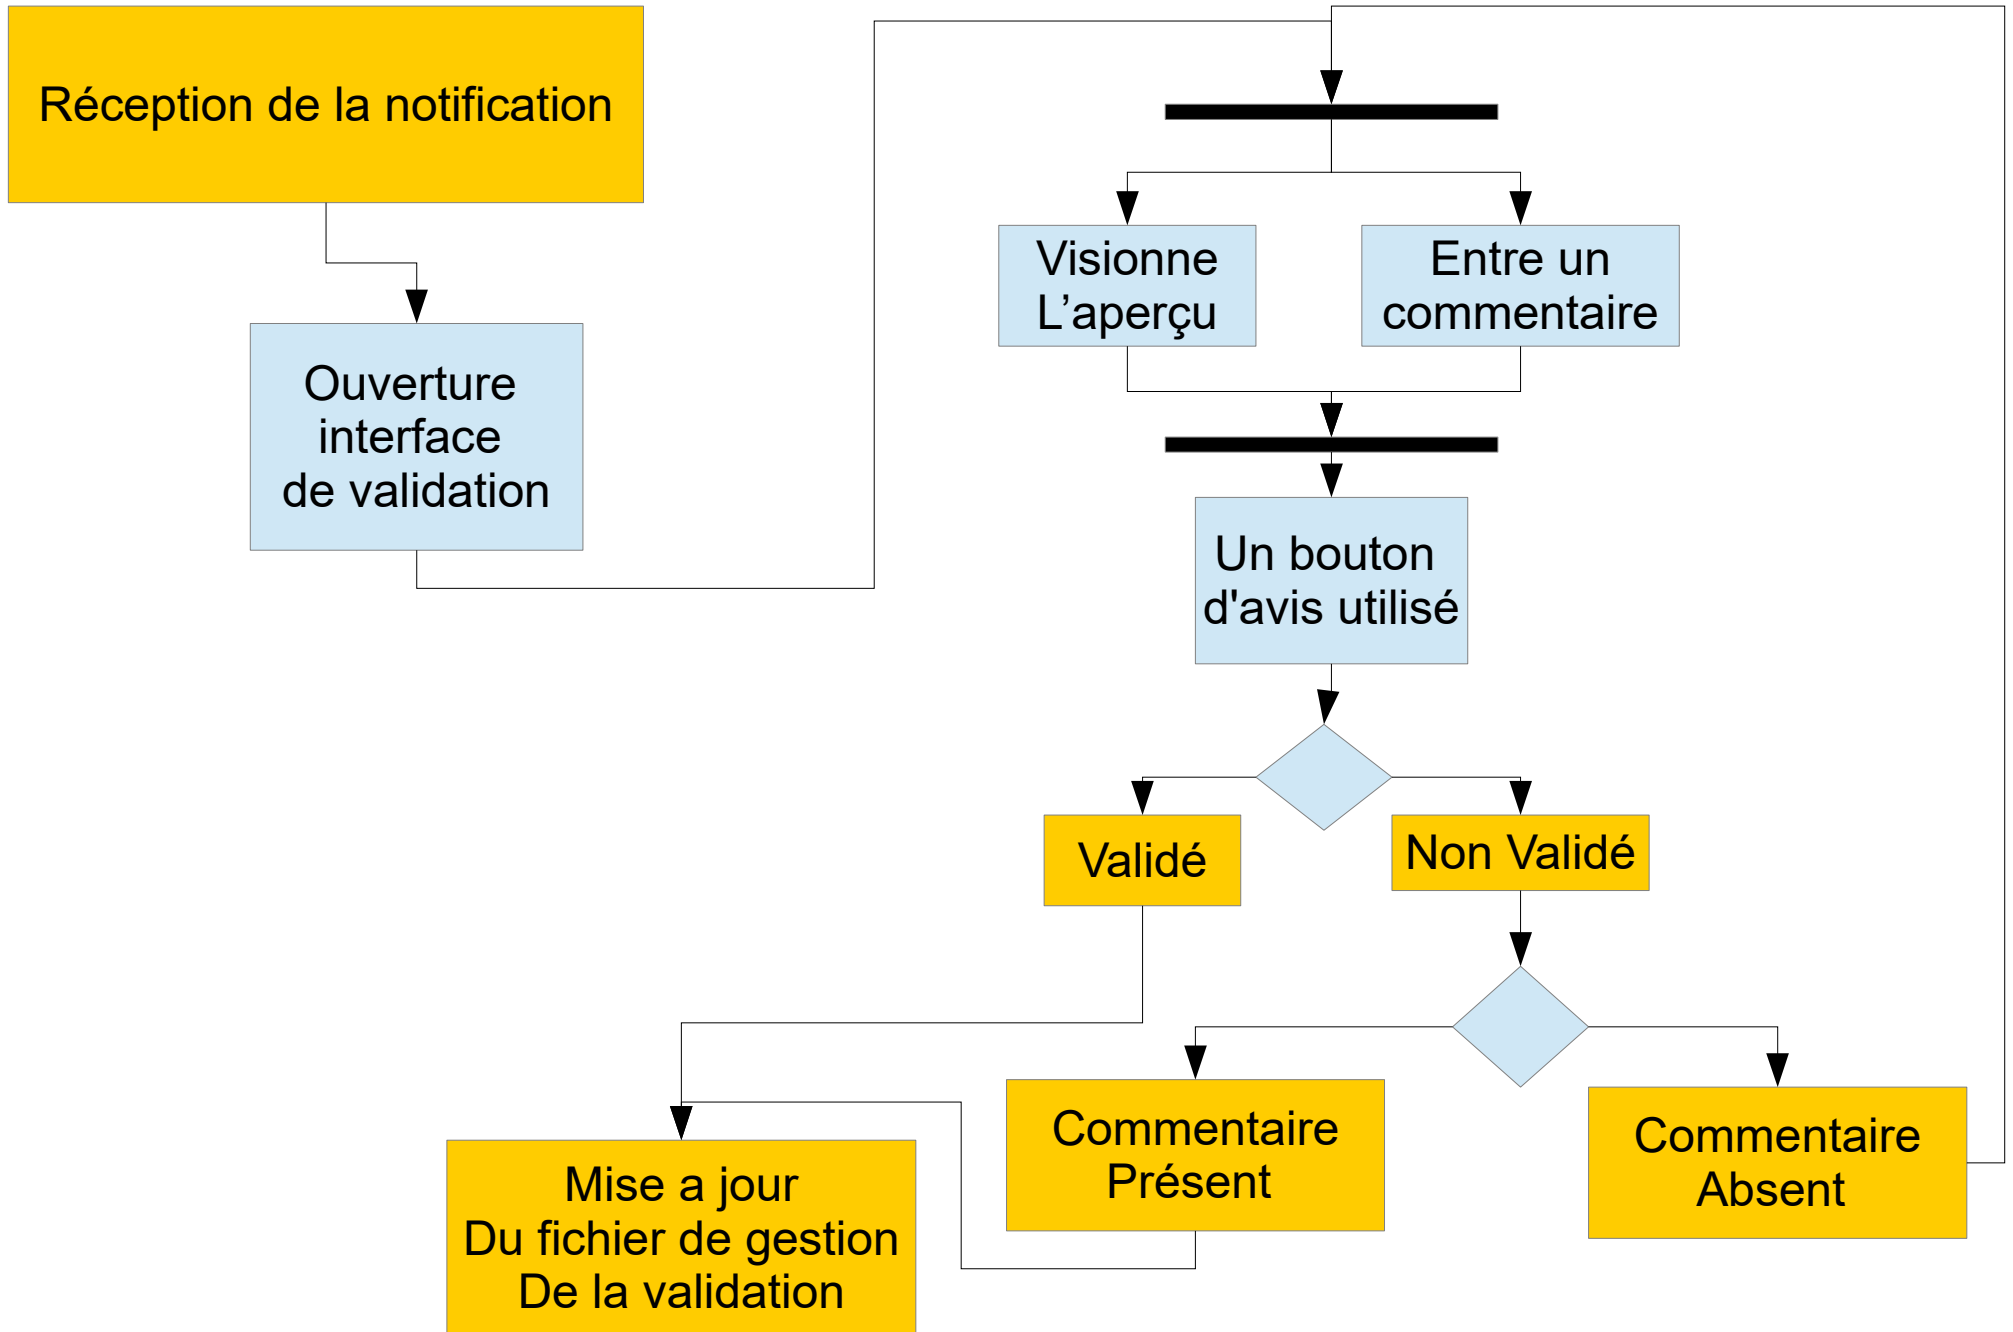 Réception de la notification
Ouverture
interface
de validation
Visionne
L’aperçu
Entre un
commentaire
Un bouton
d'avis utilisé
Validé
Non Validé
Commentaire
Présent
Commentaire
Absent
Mise a jour
Du fichier de gestion
De la validation